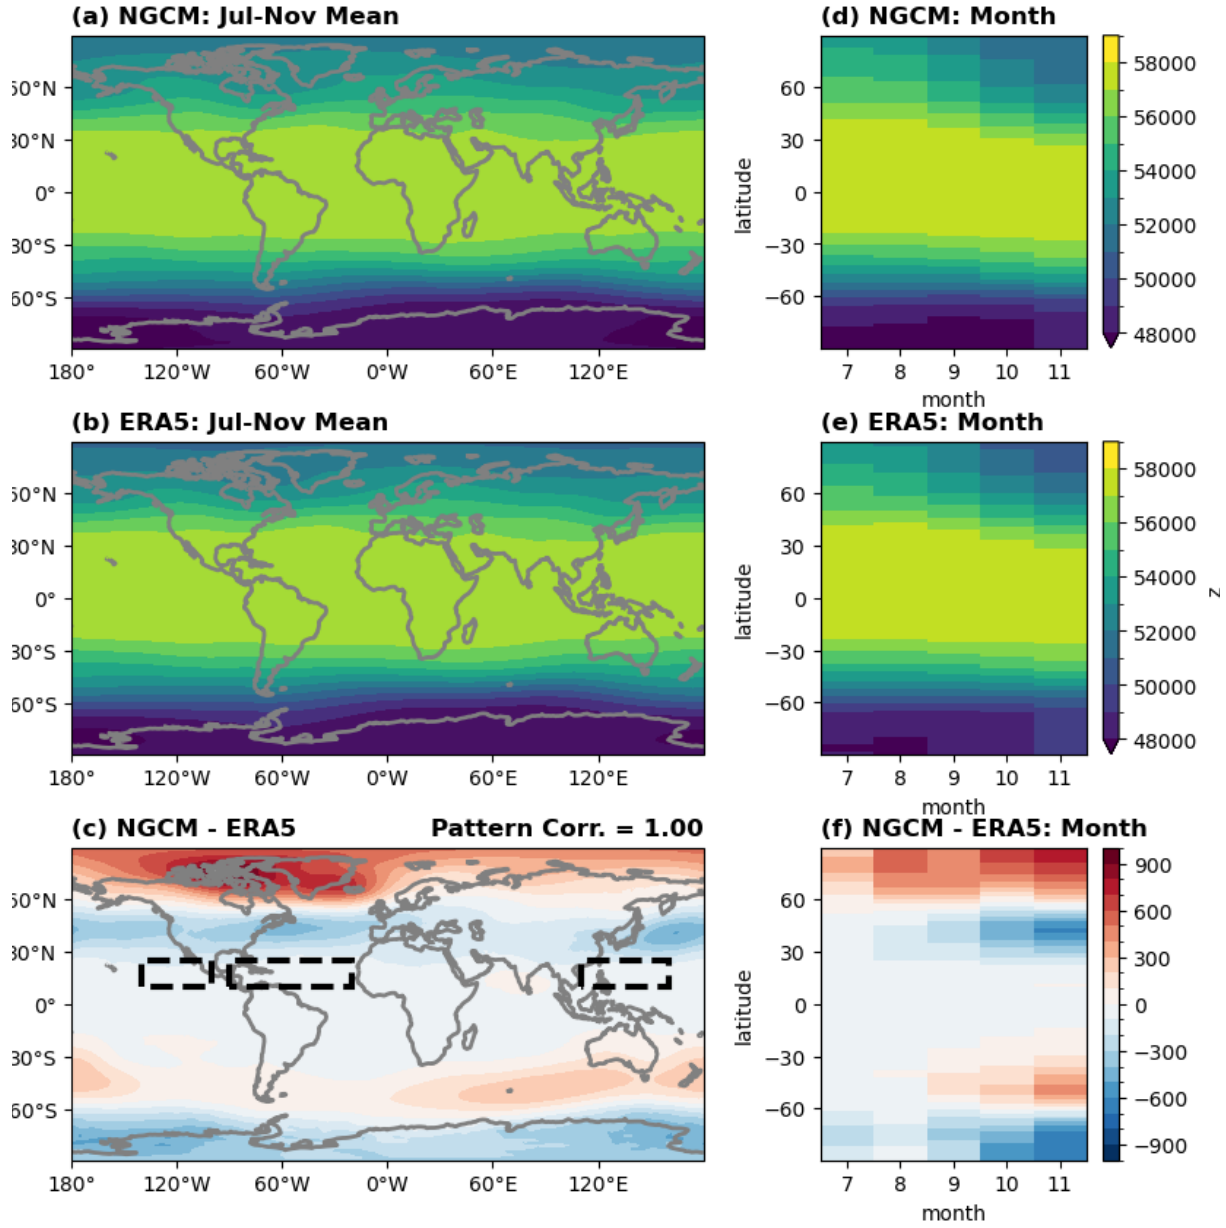 (a) NGCM: Jul-Nov Mean
(d) NGCM: Month
60°N
30°N
0°
30°S
60°S
180° 120°W 60°W 0°W 60°E 120°E
latitude
60
30
0
−30
−60
7 8 9 10 11
month
58000
56000
54000
52000
50000
48000
(b) ERA5: Jul-Nov Mean
(e) ERA5: Month
60°N
30°N
0°
30°S
60°S
180° 120°W 60°W 0°W 60°E 120°E
latitude
60
30
0
−30
−60
7 8 9 10 11
month
58000
56000
54000
52000
50000
48000
z
(c) NGCM - ERA5
Pattern Corr. = 1.00
(f) NGCM - ERA5: Month
60°N
30°N
0°
30°S
60°S
180° 120°W 60°W 0°W 60°E 120°E
latitude
60
30
0
−30
−60
7 8 9 10 11
month
900
600
300
0
−300
−600
−900